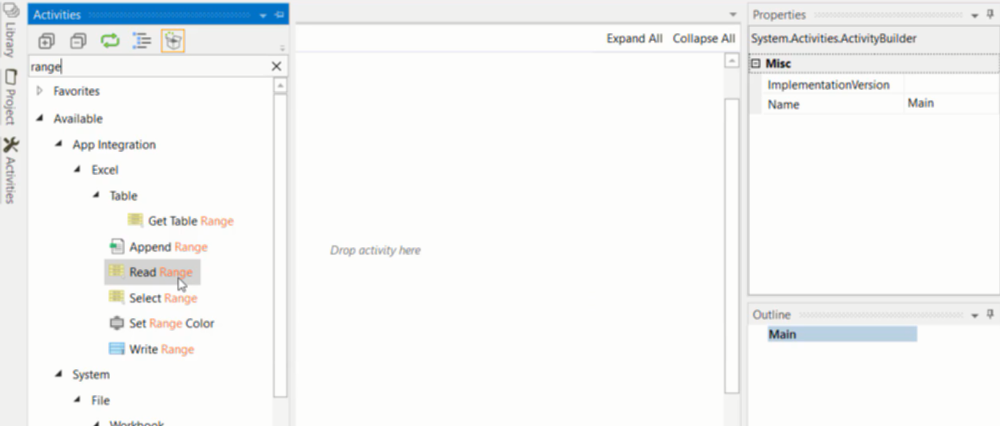 Library
Project
Activities
Activities
range
Favorites
Available
App Integration
Excel
Table
Get Table Range
Append Range
Read Range
Select Range
Set Range Color
Write Range
System
File
Workbook
Expand All Collapse All
Drop activity here
Properties
System.Activities.ActivityBuilder
Misc
ImplementationVersion
Name Main
Outline
Main